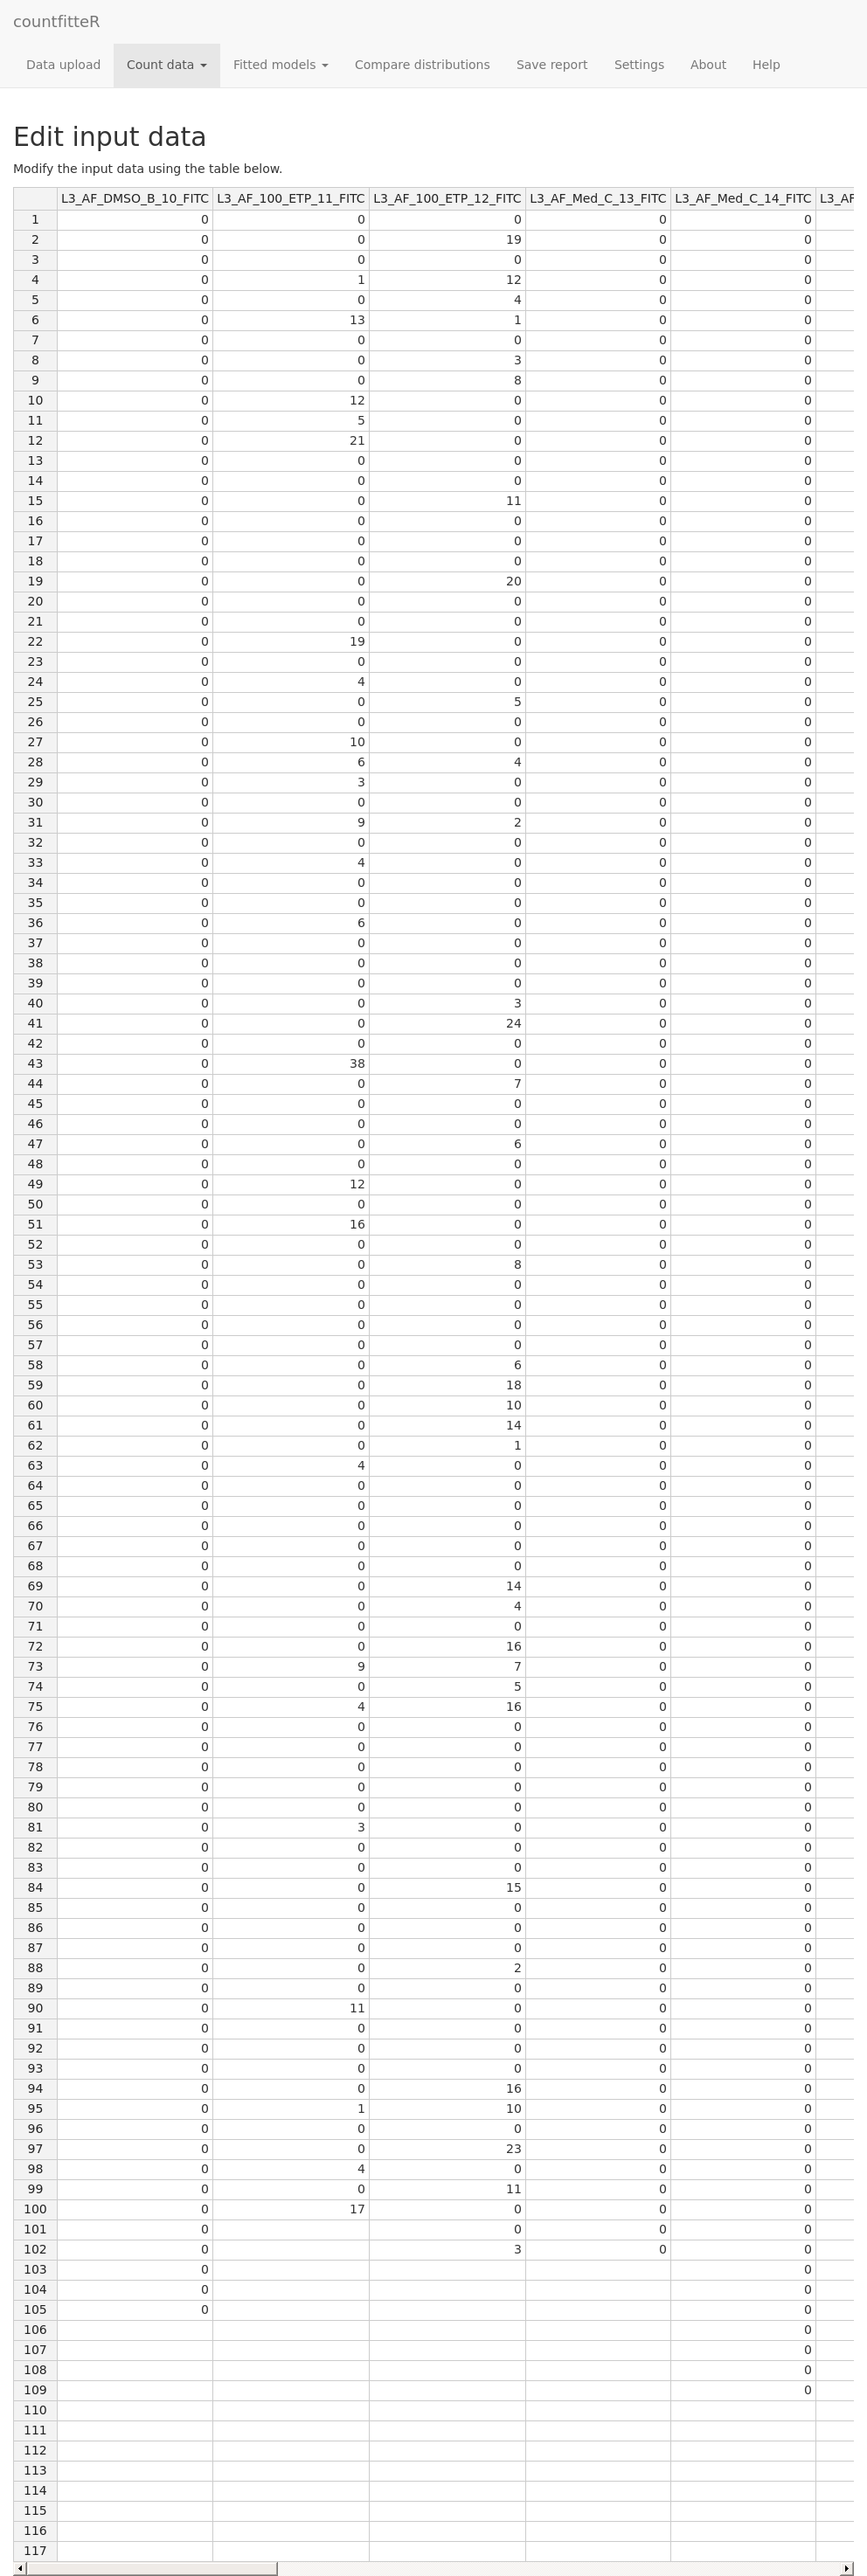 countfitteR
Data upload Count data Fitted models Compare distributions Save report Settings About Help
Edit input data
Modify the input data using the table below.
L3_AF_DMSO_B_10_FITC L3_AF_100_ETP_11_FITC L3_AF_100_ETP_12_FITC L3_AF_Med_C_13_FITC L3_AF_Med_C_14_FITC L3_AF
1 0 0 0 0 0
2 0 0 19 0 0
3 0 0 0 0 0
4 0 1 12 0 0
5 0 0 4 0 0
6 0 13 1 0 0
7 0 0 0 0 0
8 0 0 3 0 0
9 0 0 8 0 0
10 0 12 0 0 0
11 0 5 0 0 0
12 0 21 0 0 0
13 0 0 0 0 0
14 0 0 0 0 0
15 0 0 11 0 0
16 0 0 0 0 0
17 0 0 0 0 0
18 0 0 0 0 0
19 0 0 20 0 0
20 0 0 0 0 0
21 0 0 0 0 0
22 0 19 0 0 0
23 0 0 0 0 0
24 0 4 0 0 0
25 0 0 5 0 0
26 0 0 0 0 0
27 0 10 0 0 0
28 0 6 4 0 0
29 0 3 0 0 0
30 0 0 0 0 0
31 0 9 2 0 0
32 0 0 0 0 0
33 0 4 0 0 0
34 0 0 0 0 0
35 0 0 0 0 0
36 0 6 0 0 0
37 0 0 0 0 0
38 0 0 0 0 0
39 0 0 0 0 0
40 0 0 3 0 0
41 0 0 24 0 0
42 0 0 0 0 0
43 0 38 0 0 0
44 0 0 7 0 0
45 0 0 0 0 0
46 0 0 0 0 0
47 0 0 6 0 0
48 0 0 0 0 0
49 0 12 0 0 0
50 0 0 0 0 0
51 0 16 0 0 0
52 0 0 0 0 0
53 0 0 8 0 0
54 0 0 0 0 0
55 0 0 0 0 0
56 0 0 0 0 0
57 0 0 0 0 0
58 0 0 6 0 0
59 0 0 18 0 0
60 0 0 10 0 0
61 0 0 14 0 0
62 0 0 1 0 0
63 0 4 0 0 0
64 0 0 0 0 0
65 0 0 0 0 0
66 0 0 0 0 0
67 0 0 0 0 0
68 0 0 0 0 0
69 0 0 14 0 0
70 0 0 4 0 0
71 0 0 0 0 0
72 0 0 16 0 0
73 0 9 7 0 0
74 0 0 5 0 0
75 0 4 16 0 0
76 0 0 0 0 0
77 0 0 0 0 0
78 0 0 0 0 0
79 0 0 0 0 0
80 0 0 0 0 0
81 0 3 0 0 0
82 0 0 0 0 0
83 0 0 0 0 0
84 0 0 15 0 0
85 0 0 0 0 0
86 0 0 0 0 0
87 0 0 0 0 0
88 0 0 2 0 0
89 0 0 0 0 0
90 0 11 0 0 0
91 0 0 0 0 0
92 0 0 0 0 0
93 0 0 0 0 0
94 0 0 16 0 0
95 0 1 10 0 0
96 0 0 0 0 0
97 0 0 23 0 0
98 0 4 0 0 0
99 0 0 11 0 0
100 0 17 0 0 0
101 0 0 0 0
102 0 3 0 0
103 0 0
104 0 0
105 0 0
106 0
107 0
108 0
109 0
110
111
112
113
114
115
116
117